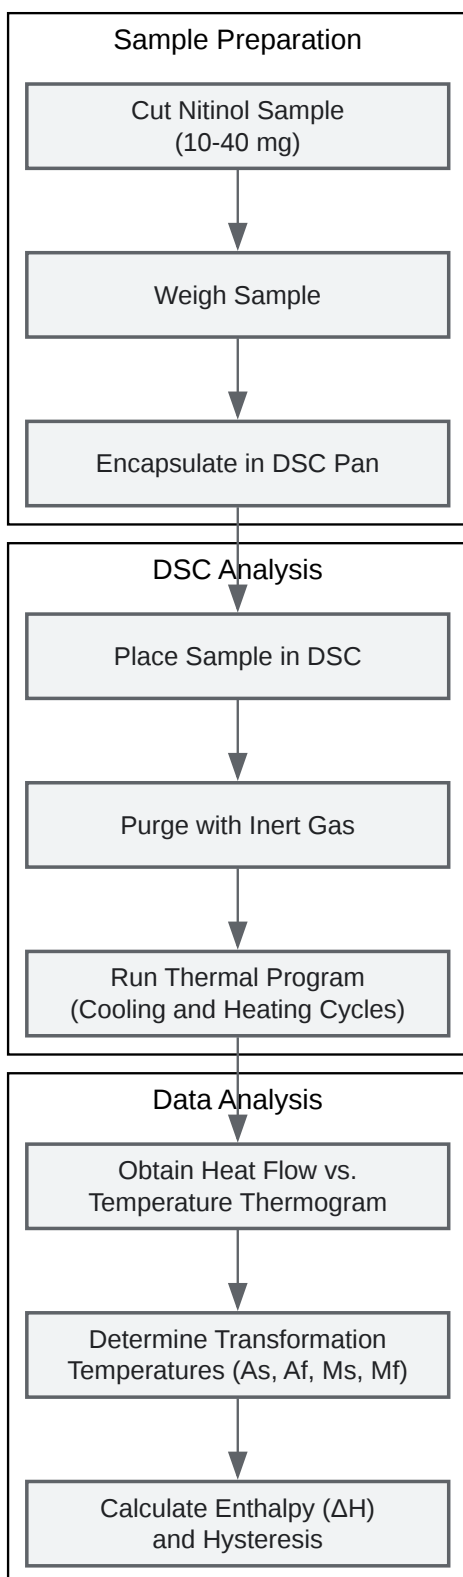 Sample Preparation
Cut Nitinol Sample
(10-40 mg)
Weigh Sample
Encapsulate in DSC Pan
DSC Analysis
Place Sample in DSC
Purge with Inert Gas
Run Thermal Program
(Cooling and Heating Cycles)
Data Analysis
Obtain Heat Flow vs.
Temperature Thermogram
Determine Transformation
Temperatures (As, Af, Ms, Mf)
Calculate Enthalpy (ΔH)
and Hysteresis